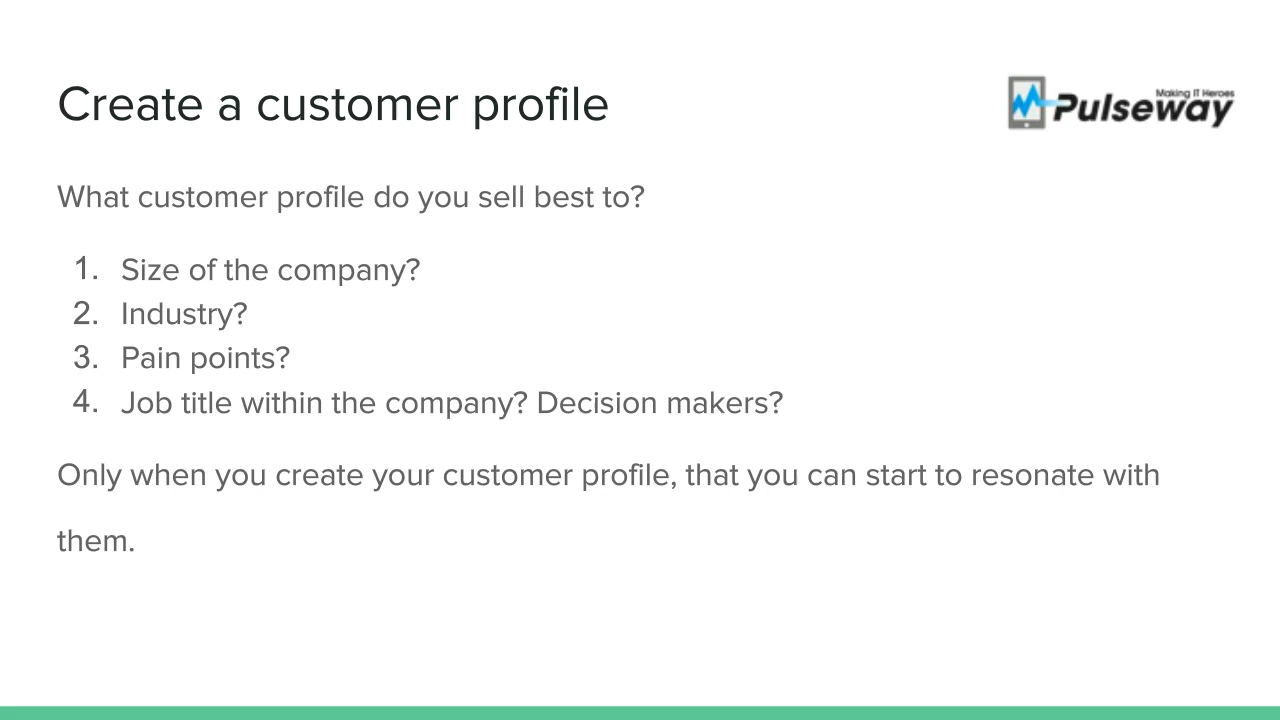 Create a customer profile
Making IT Heroes
Pulseway
What customer profile do you sell best to?
1. Size of the company?
2. Industry?
3. Pain points?
4. Job title within the company? Decision makers?
Only when you create your customer profile, that you can start to resonate with
them.